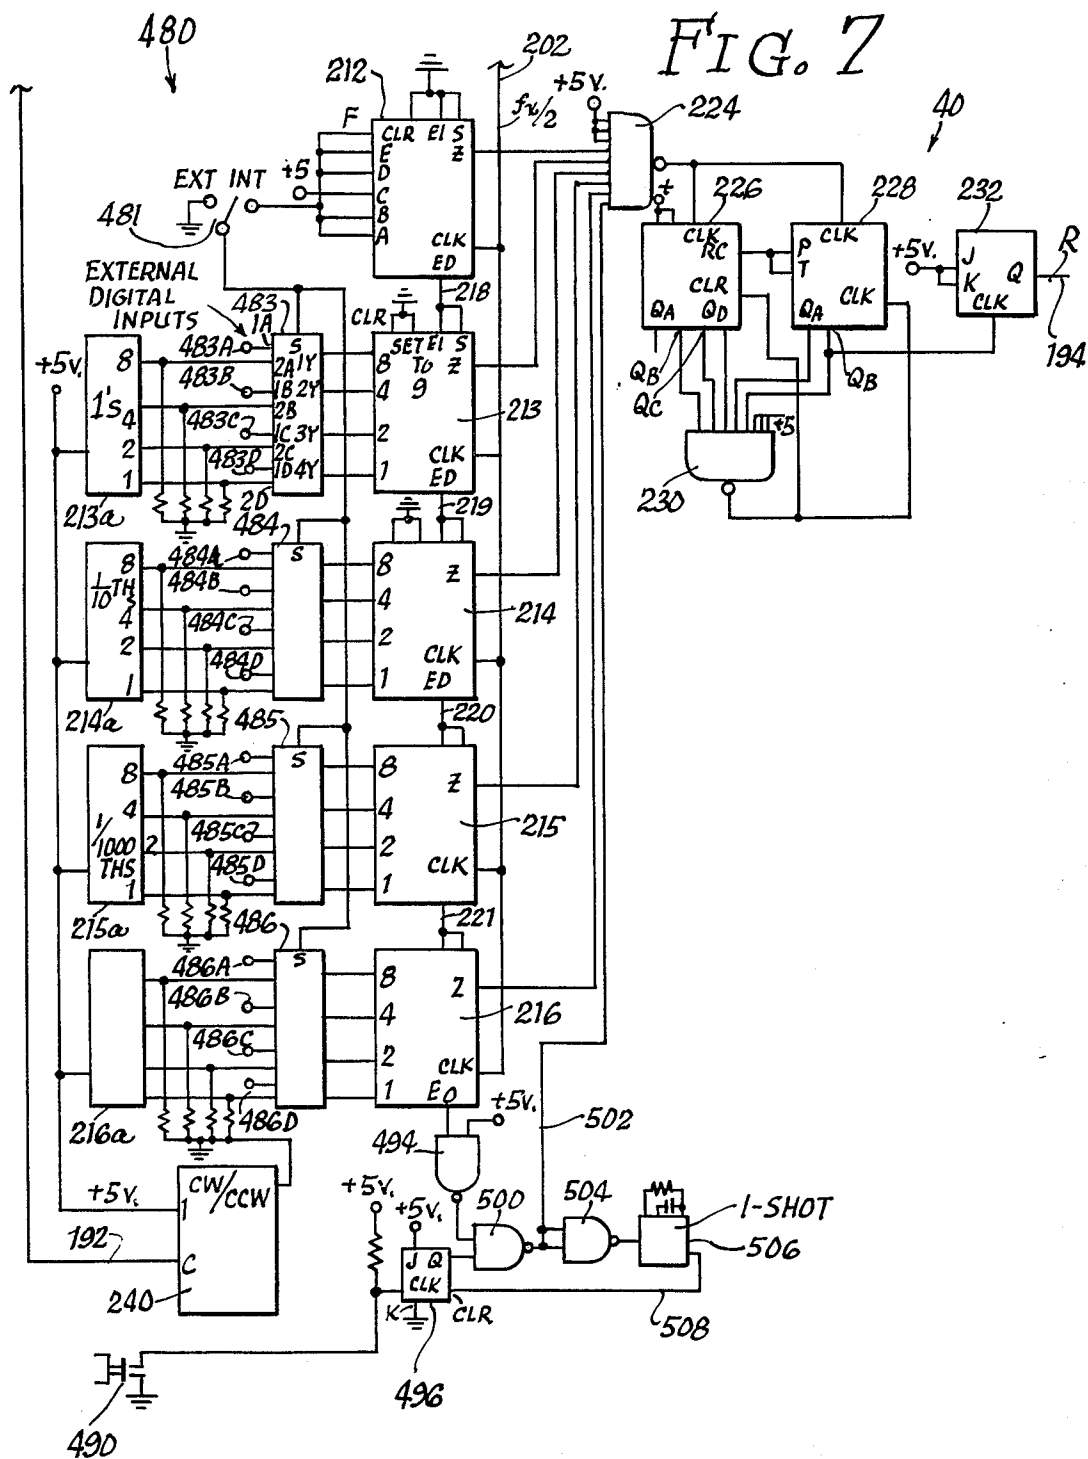 480
FIG. 7
212
202
fx/2
+5v.
224
40
F
CLR EI S
Z
E
D
C
B
A
CLK
ED
EXT INT
+5
481
+
226
228
232
CLK
RC
CLR
QA QD
P
T
CLK
CLK
QA
+5v.
J
K
Q
CLK
R
194
QB
QC
QB
+5
230
EXTERNAL
DIGITAL
INPUTS
483
1A
218
CLR
+5v.
8
1's
4
2
1
213a
483A
483B
483C
483D
S
2A 1Y
1B 2Y
2B
1C 3Y
2C
1D 4Y
2D
SET EI S
TO
9
Z
8
4
2
1
CLK
ED
213
219
484
8
1/10 THS
4
2
1
214a
484A
484B
484C
484D
S
8
4
2
1
Z
CLK
ED
214
220
485
8
4
1/1000
THS
2
1
215a
485A
485B
485C
485D
S
8
4
2
1
Z
CLK
215
221
486
216a
486A
486B
486C
486D
S
8
4
2
1
Z
CLK
EO
216
+5v.
494
502
CW/CCW
+5v.
1
192
C
240
+5v.
+5v.
500
504
1-SHOT
506
J Q
CLK
K
CLR
508
496
490